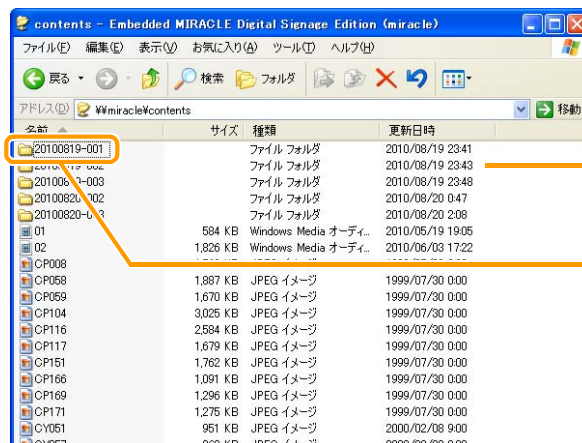 contents - Embedded MIRACLE Digital Signage Edition (miracle)
ファイル(F) 編集(E) 表示(V) お気に入り(A) ツール(T) ヘルプ(H)
戻る 検索 フォルダ
アドレス(D) ¥¥miracle¥contents 移動
名前 サイズ 種類 更新日時
20100819-001 ファイル フォルダ 2010/08/19 23:41
ファイル フォルダ 2010/08/19 23:43
-003 ファイル フォルダ 2010/08/19 23:48
20100820-002 ファイル フォルダ 2010/08/20 0:47
ファイル フォルダ 2010/08/20 2:08
01 584 KB Windows Media オーディ... 2010/05/19 19:05
02 1,826 KB Windows Media オーディ... 2010/06/03 17:22
CP008
CP058 1,887 KB JPEG イメージ 1999/07/30 0:00
CP059 1,670 KB JPEG イメージ 1999/07/30 0:00
CP104 3,025 KB JPEG イメージ 1999/07/30 0:00
CP116 2,584 KB JPEG イメージ 1999/07/30 0:00
CP117 1,679 KB JPEG イメージ 1999/07/30 0:00
CP151 1,762 KB JPEG イメージ 1999/07/30 0:00
CP166 1,091 KB JPEG イメージ 1999/07/30 0:00
CP169 1,296 KB JPEG イメージ 1999/07/30 0:00
CP171 1,275 KB JPEG イメージ 1999/07/30 0:00
CY051 951 KB JPEG イメージ 2000/02/08 9:00